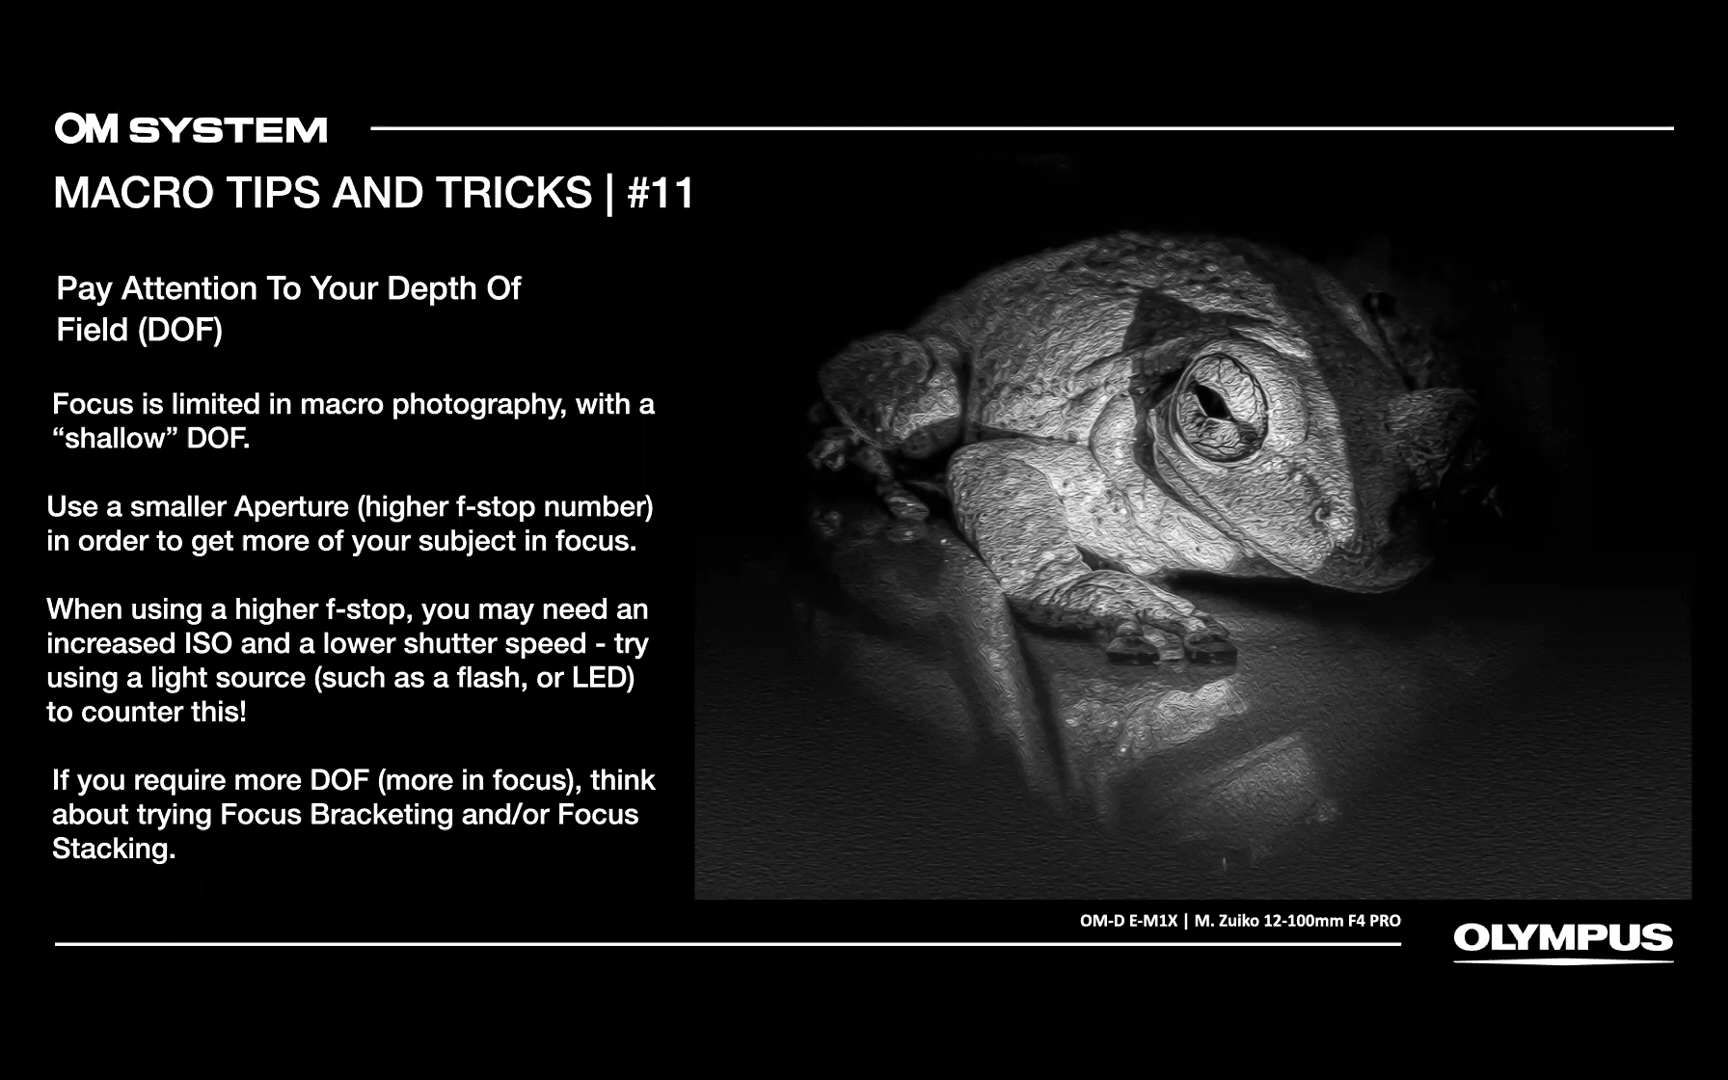 OM SYSTEM
MACRO TIPS AND TRICKS | #11
Pay Attention To Your Depth Of
Field (DOF)
Focus is limited in macro photography, with a
“shallow” DOF.
Use a smaller Aperture (higher f-stop number)
in order to get more of your subject in focus.
When using a higher f-stop, you may need an
increased ISO and a lower shutter speed - try
using a light source (such as a flash, or LED)
to counter this!
If you require more DOF (more in focus), think
about trying Focus Bracketing and/or Focus
Stacking.
OM-D E-M1X | M. Zuiko 12-100mm F4 PRO
OLYMPUS